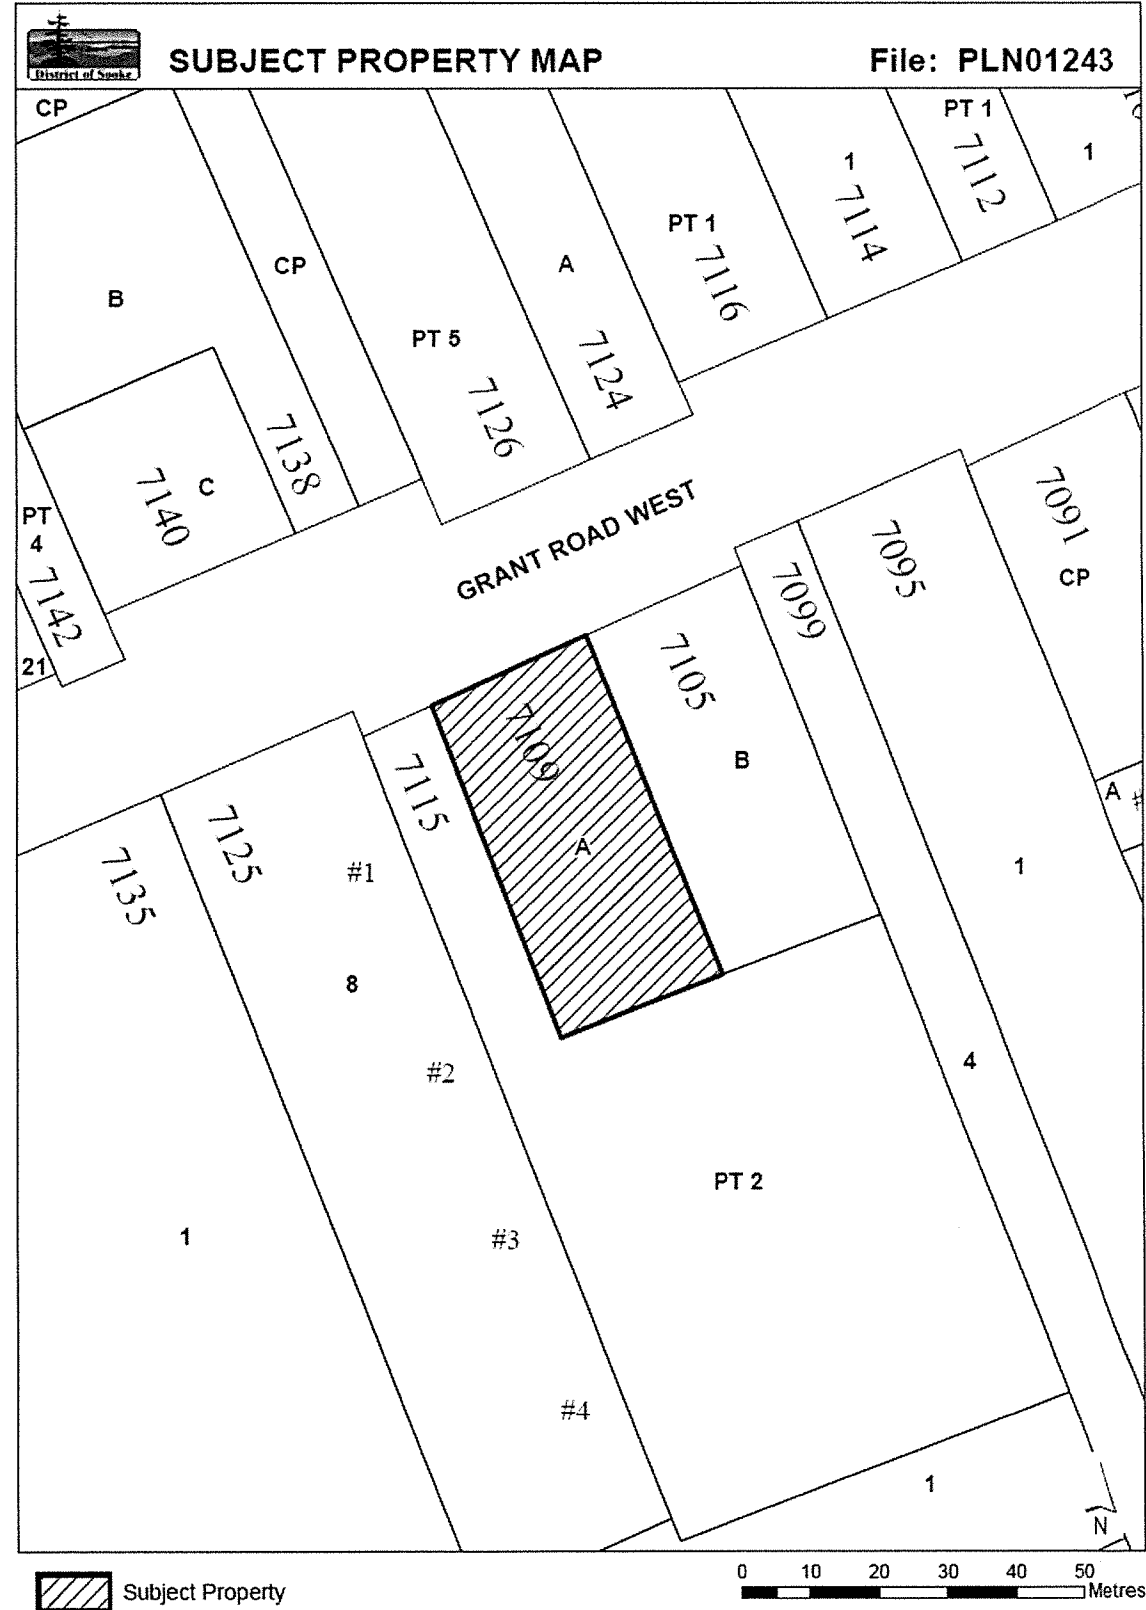 District of Sooke
SUBJECT PROPERTY MAP
File: PLN01243
CP
PT 1
7112
1
1
7114
PT 1
7116
A
7124
CP
B
PT 5
7126
7138
C
7140
PT
4
7142
21
GRANT ROAD WEST
7091
CP
7095
7099
7105
B
7109
A
7115
7125
7135
#1
8
#2
#3
#4
1
A #
1
4
PT 2
1
N
Subject Property
0 10 20 30 40 50
Metres